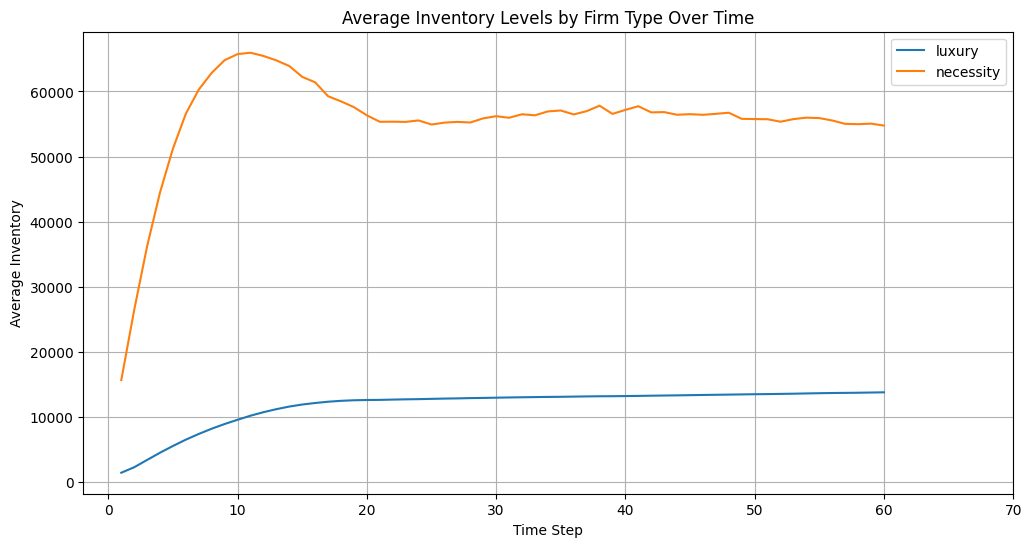 Average Inventory Levels by Firm Type Over Time
luxury
necessity
Average Inventory
60000
50000
40000
30000
20000
10000
0
0 10 20 30 40 50 60 70
Time Step